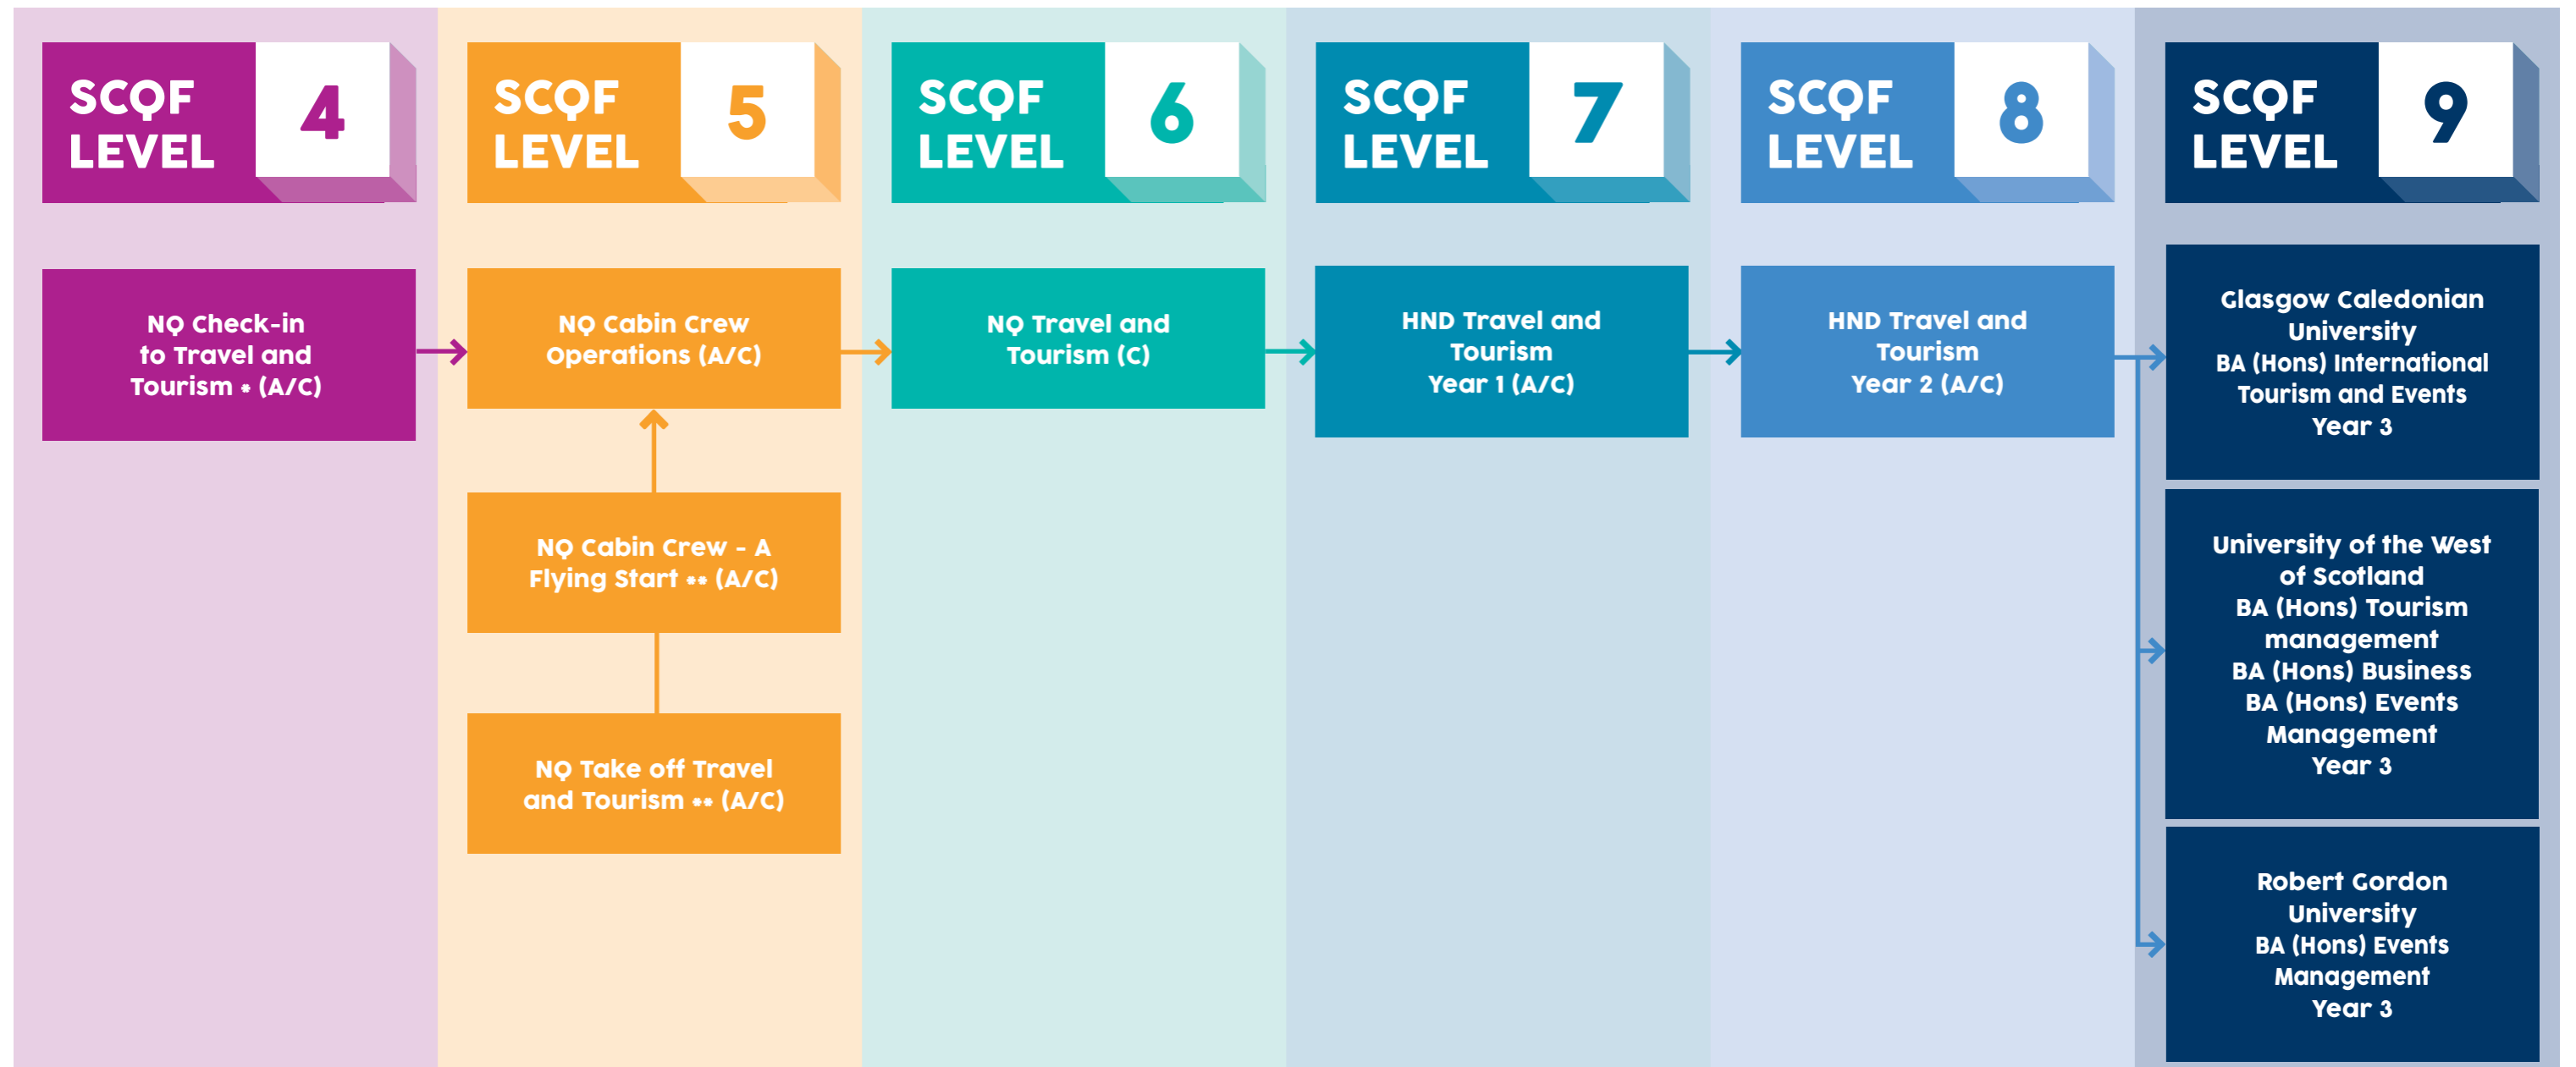 SCQF
LEVEL
4
SCQF
LEVEL
5
SCQF
LEVEL
6
SCQF
LEVEL
7
SCQF
LEVEL
8
SCQF
LEVEL
9
NQ Check-in
to Travel and
Tourism * (A/C)
NQ Cabin Crew
Operations (A/C)
NQ Cabin Crew - A
Flying Start ** (A/C)
NQ Take off Travel
and Tourism ** (A/C)
NQ Travel and
Tourism (C)
HND Travel and
Tourism
Year 1 (A/C)
HND Travel and
Tourism
Year 2 (A/C)
Glasgow Caledonian
University
BA (Hons) International
Tourism and Events
Year 3
University of the West
of Scotland
BA (Hons) Tourism
management
BA (Hons) Business
BA (Hons) Events
Management
Year 3
Robert Gordon
University
BA (Hons) Events
Management
Year 3